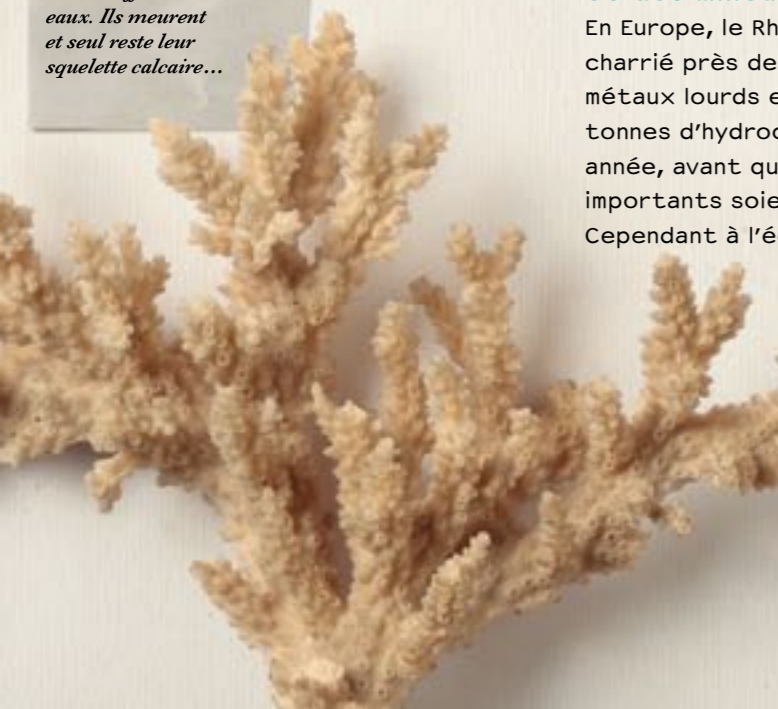 eaux. Ils meurent
et seul reste leur
squelette calcaire...
En Europe, le Rh
charrié près de
métaux lourds e
tonnes d'hydroc
année, avant qu
importants soie
Cependant à l'é